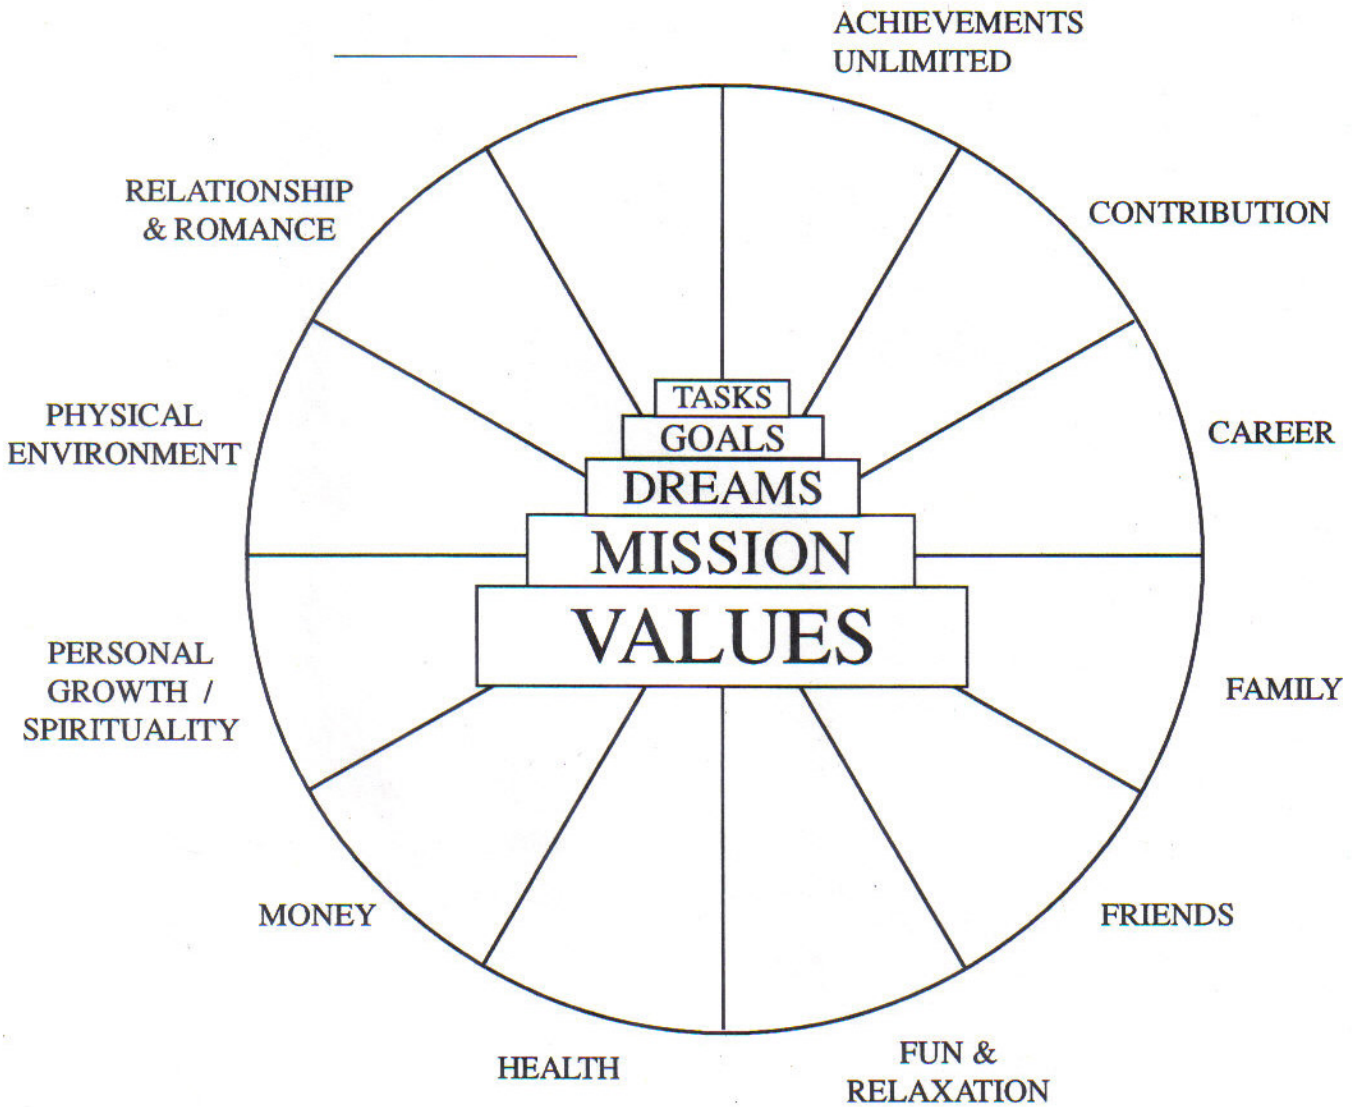 ACHIEVEMENTS
UNLIMITED
RELATIONSHIP
& ROMANCE
CONTRIBUTION
PHYSICAL
ENVIRONMENT
CAREER
TASKS
GOALS
DREAMS
MISSION
VALUES
PERSONAL
GROWTH /
SPIRITUALITY
FAMILY
MONEY
FRIENDS
HEALTH
FUN &
RELAXATION